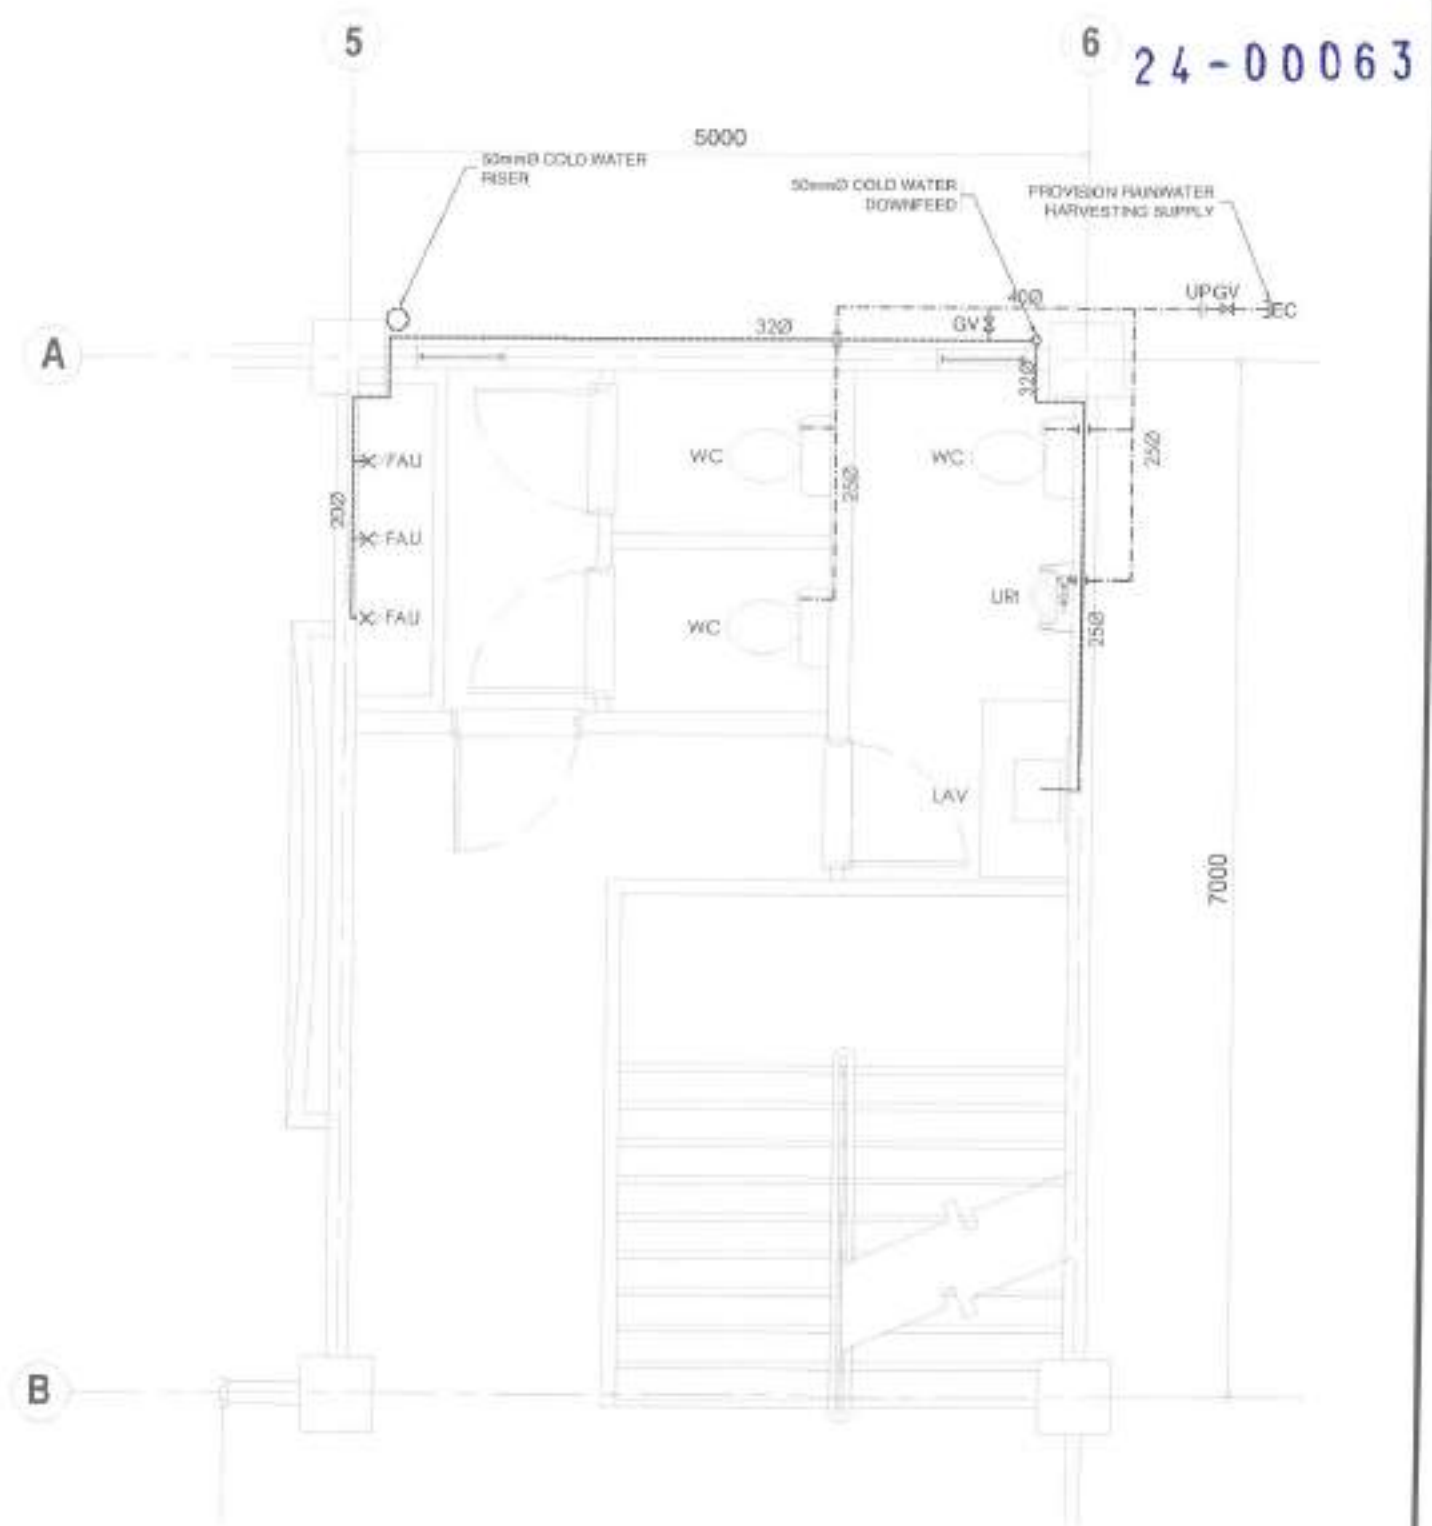 5
6
24-00063
5000
50mmØ COLD WATER
RISER
50mmØ COLD WATER
DOWNFEED
PROVISION RAINWATER
HARVESTING SUPPLY
40Ø
UPGV
EC
32Ø
GV
A
32Ø
WC
WC
25Ø
25Ø
FAU
20Ø
FAU
FAU
URI
WC
25Ø
LAV
7000
B